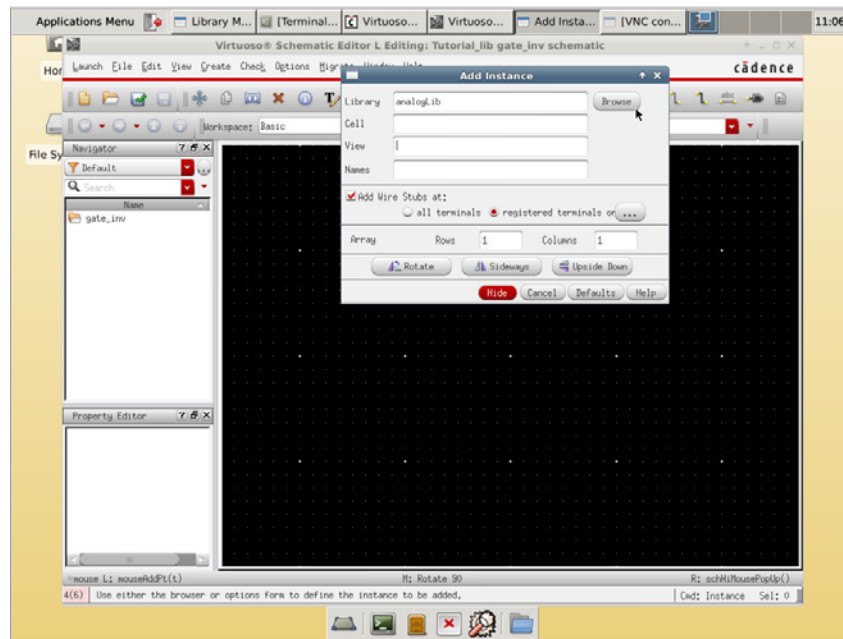 Applications Menu
Library M...
[Terminal...
Virtuoso...
Virtuoso...
Add Insta...
[VNC con...
11:06
Virtuoso® Schematic Editor L Editing: Tutorial_lib gate_inv schematic
Launch File Edit View Create Check Options
cādence
Workspace: Basic
File Sy
Navigator
Default
Search
Name
gate_inv
Property Editor
Add Instance
Library analogLib Browse
Cell
View
Names
Add Wire Stubs at:
all terminals registered terminals or ...
Array Rows 1 Columns 1
Rotate Sideways Upside Down
Hide Cancel Defaults Help
mouse L: mouseAddPt(t) M: Rotate 90 R: schHiMousePopUp()
4(6) Use either the browser or options form to define the instance to be added. Cmd: Instance Sel: 0